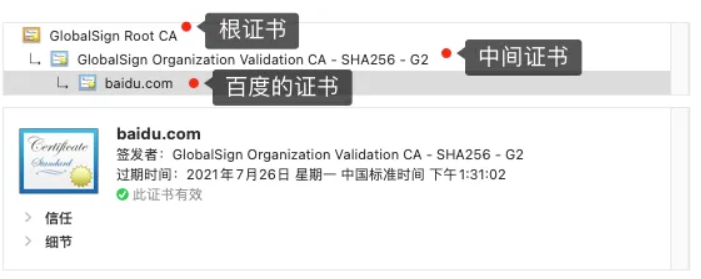 GlobalSign Root CA
根证书
GlobalSign Organization Validation CA - SHA256 - G2
中间证书
baidu.com
百度的证书
Certificate
Standard
baidu.com
签发者：GlobalSign Organization Validation CA - SHA256 - G2
过期时间：2021年7月26日 星期一 中国标准时间 下午1:31:02
此证书有效
信任
细节